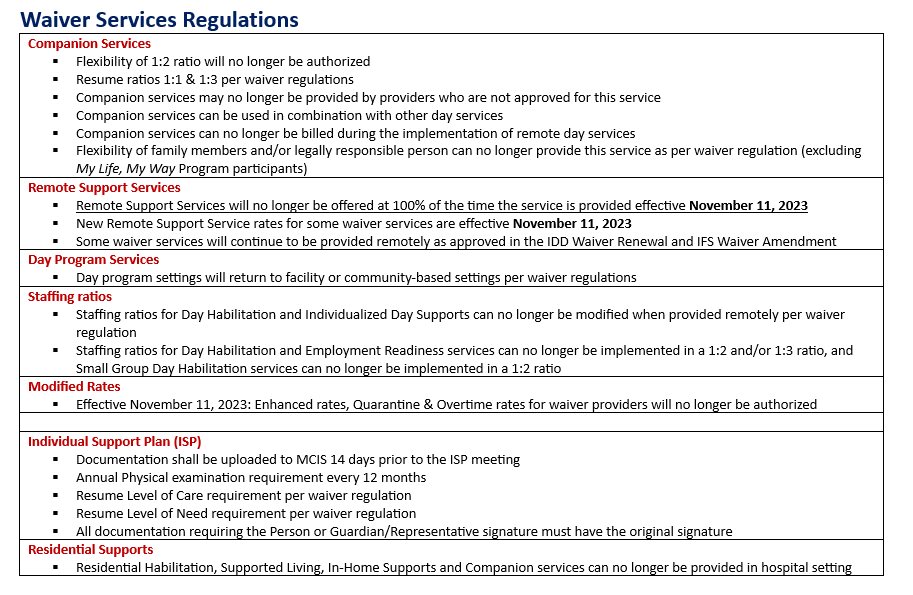 Waiver Services Regulations
Companion Services
▪ Flexibility of 1:2 ratio will no longer be authorized
▪ Resume ratios 1:1 & 1:3 per waiver regulations
▪ Companion services may no longer be provided by providers who are not approved for this service
▪ Companion services can be used in combination with other day services
▪ Companion services can no longer be billed during the implementation of remote day services
▪ Flexibility of family members and/or legally responsible person can no longer provide this service as per waiver regulation (excluding
My Life, My Way Program participants)
Remote Support Services
▪ Remote Support Services will no longer be offered at 100% of the time the service is provided effective November 11, 2023
▪ New Remote Support Service rates for some waiver services are effective November 11, 2023
▪ Some waiver services will continue to be provided remotely as approved in the IDD Waiver Renewal and IFS Waiver Amendment
Day Program Services
▪ Day program settings will return to facility or community-based settings per waiver regulations
Staffing ratios
▪ Staffing ratios for Day Habilitation and Individualized Day Supports can no longer be modified when provided remotely per waiver
regulation
▪ Staffing ratios for Day Habilitation and Employment Readiness services can no longer be implemented in a 1:2 and/or 1:3 ratio, and
Small Group Day Habilitation services can no longer be implemented in a 1:2 ratio
Modified Rates
▪ Effective November 11, 2023: Enhanced rates, Quarantine & Overtime rates for waiver providers will no longer be authorized
Individual Support Plan (ISP)
▪ Documentation shall be uploaded to MCIS 14 days prior to the ISP meeting
▪ Annual Physical examination requirement every 12 months
▪ Resume Level of Care requirement per waiver regulation
▪ Resume Level of Need requirement per waiver regulation
▪ All documentation requiring the Person or Guardian/Representative signature must have the original signature
Residential Supports
▪ Residential Habilitation, Supported Living, In-Home Supports and Companion services can no longer be provided in hospital setting